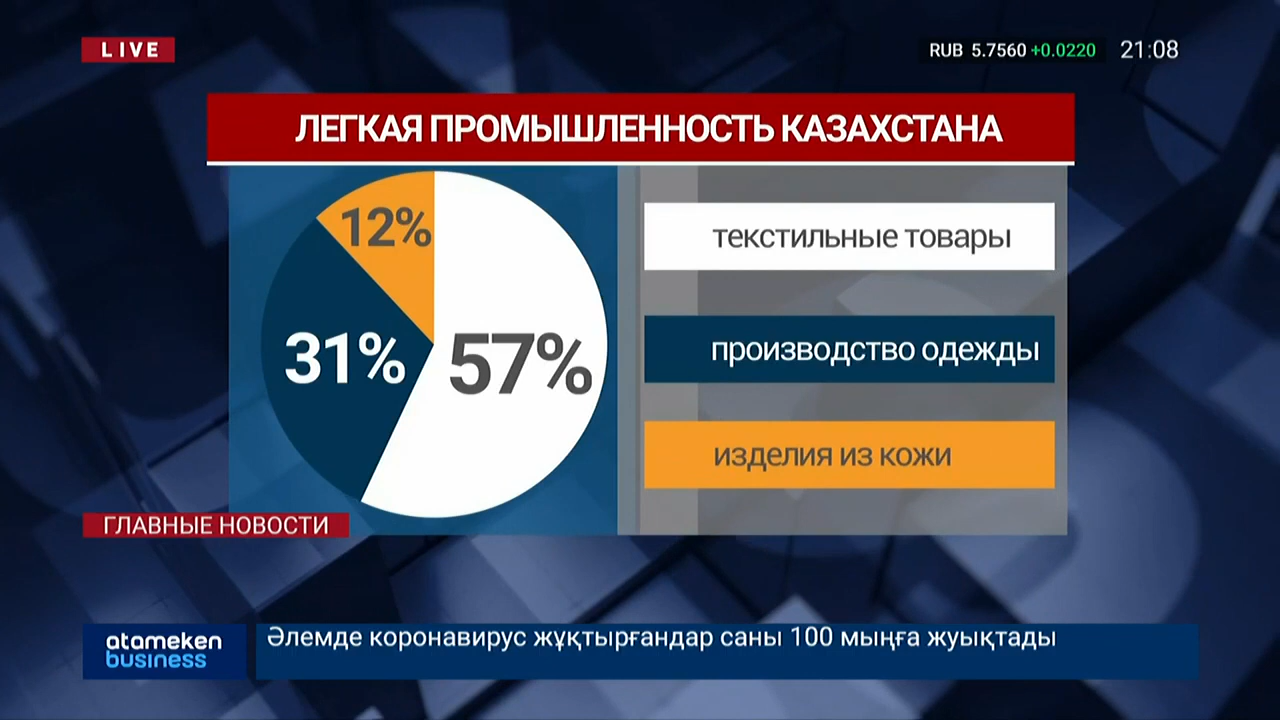 LIVE
RUB 5.7560 +0.0220 21:08
ЛЕГКАЯ ПРОМЫШЛЕННОСТЬ КАЗАХСТАНА
12%
31%
57%
текстильные товары
производство одежды
изделия из кожи
ГЛАВНЫЕ НОВОСТИ
atameken
business
Әлемде коронавирус жұқтырғандар саны 100 мыңға жуықтады